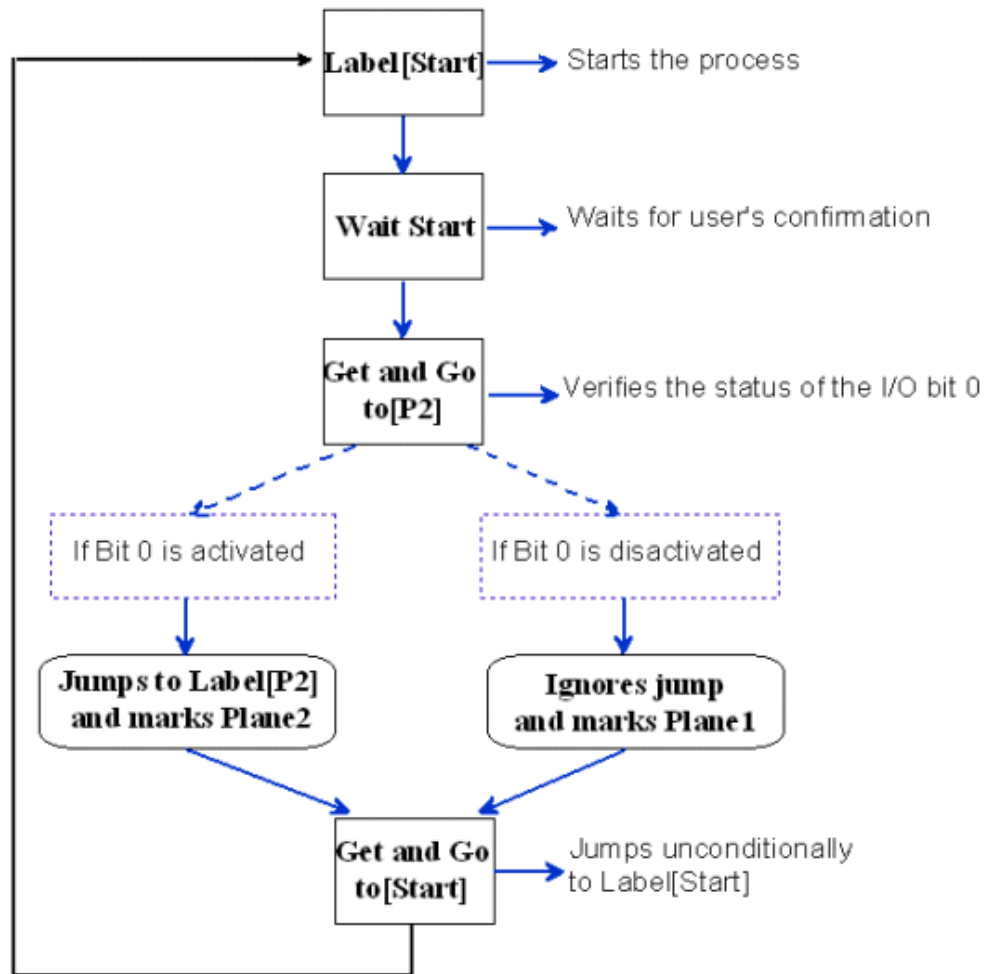 Label[Start]
Starts the process
Wait Start
Waits for user's confirmation
Get and Go
to[P2]
Verifies the status of the I/O bit 0
If Bit 0 is activated
If Bit 0 is disactivated
Jumps to Label[P2]
and marks Plane2
Ignores jump
and marks Plane1
Get and Go
to[Start]
Jumps unconditionally
to Label[Start]